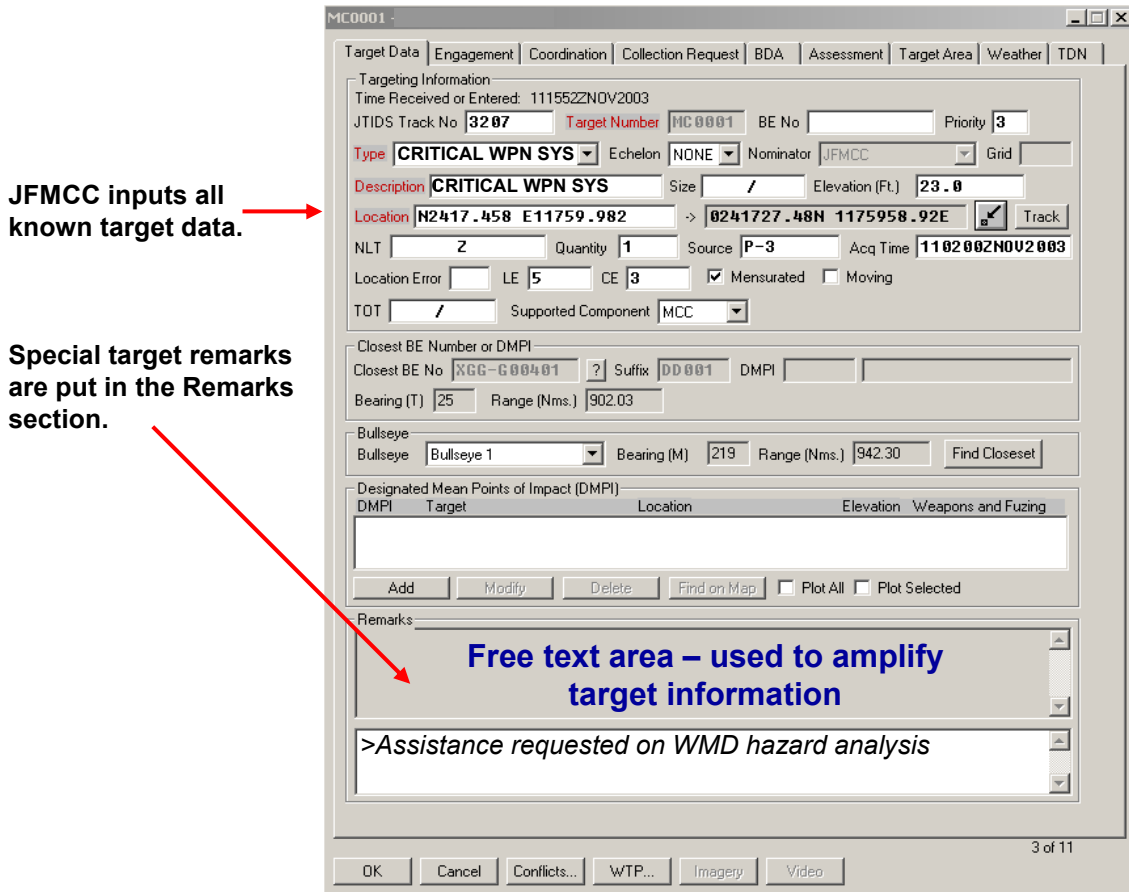 MC0001 -
Target Data Engagement Coordination Collection Request BDA Assessment Target Area Weather TDN
Targeting Information
Time Received or Entered: 111552ZNOV2003
JTIDS Track No 3207 Target Number MC0001 BE No Priority 3
Type CRITICAL WPN SYS Echelon NONE Nominator JFMCC Grid
Description CRITICAL WPN SYS Size / Elevation (Ft.) 23.0
JFMCC inputs all
known target data.
Location N2417.458 E11759.982 -> 0241727.48N 1175958.92E Track
NLT Z Quantity 1 Source P-3 Acq Time 110200ZNOV2003
Location Error LE 5 CE 3 Mensurated Moving
TOT / Supported Component MCC
Special target remarks
are put in the Remarks
section.
Closest BE Number or DMPI
Closest BE No XGG-G00401 ? Suffix DD001 DMPI
Bearing (T) 25 Range (Nms.) 902.03
Bullseye
Bullseye Bullseye 1 Bearing (M) 219 Range (Nms.) 942.30 Find Closeset
Designated Mean Points of Impact (DMPI)
DMPI Target Location Elevation Weapons and Fuzing
Add Modify Delete Find on Map Plot All Plot Selected
Remarks
Free text area – used to amplify
target information
>Assistance requested on WMD hazard analysis
3 of 11
OK Cancel Conflicts... WTP... Imagery Video